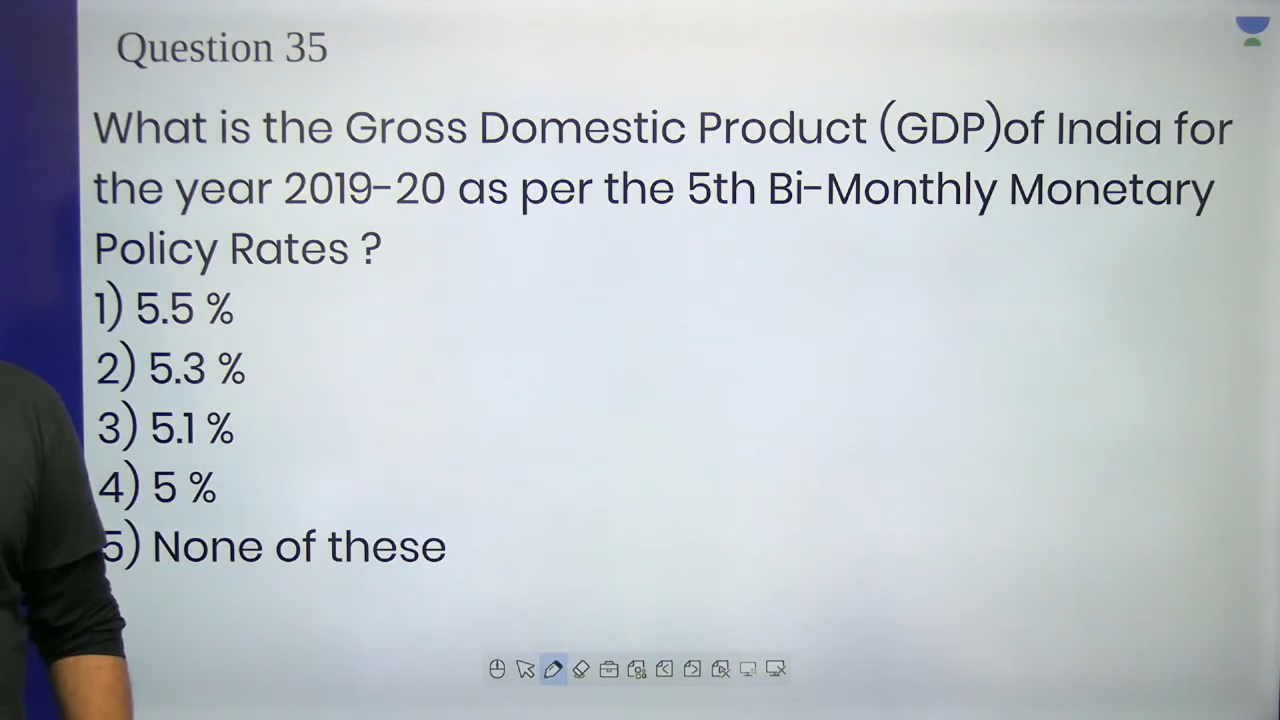 Question 35
What is the Gross Domestic Product (GDP)of India for
the year 2019-20 as per the 5th Bi-Monthly Monetary
Policy Rates ?
1) 5.5 %
2) 5.3 %
3) 5.1 %
4) 5 %
5) None of these